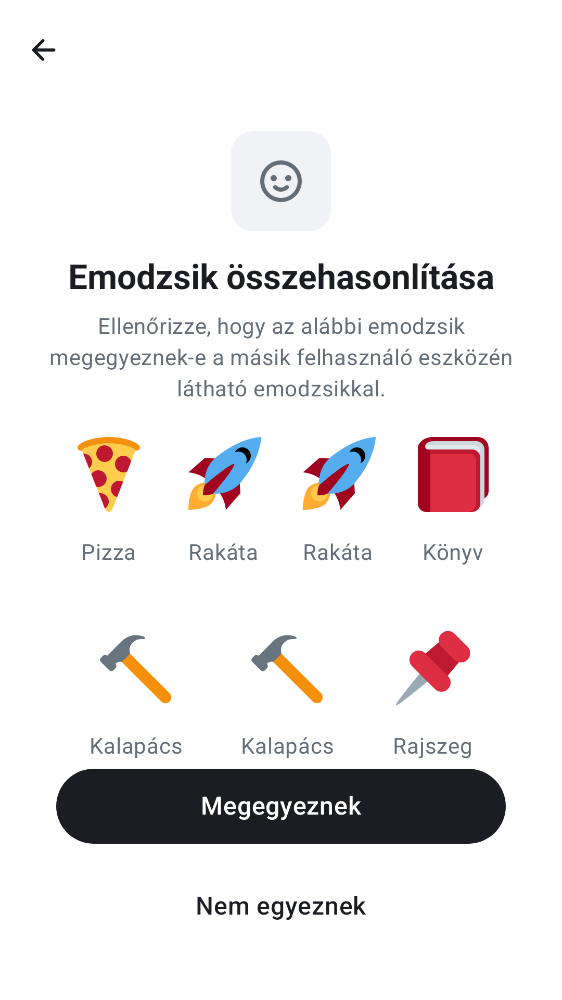 Emodzsik összehasonlítása
Ellenőrizze, hogy az alábbi emodzsik
megegyeznek-e a másik felhasználó eszközén
látható emodzsikkal.
Pizza Rakáta Rakáta Könyv
Kalapács Kalapács Rajszeg
Megegyeznek
Nem egyeznek